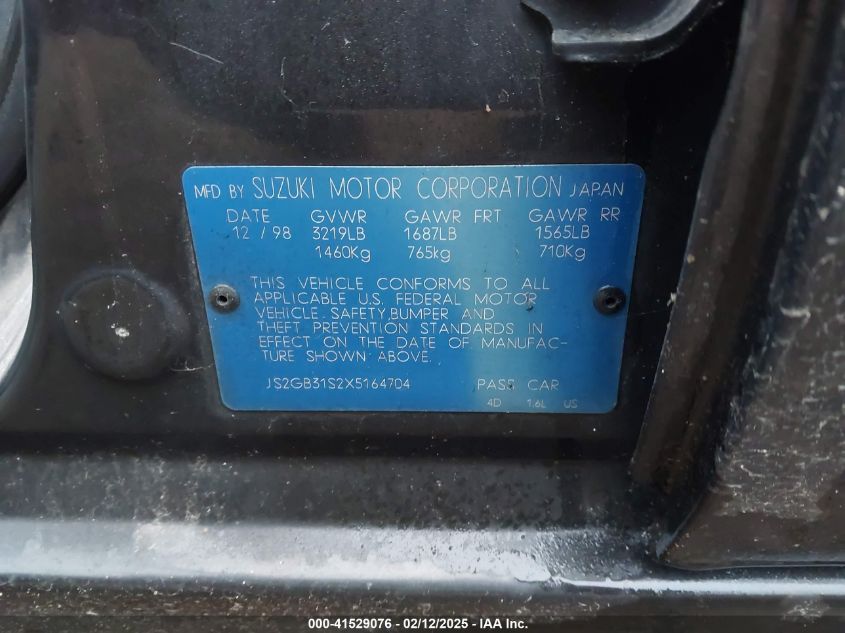 MFD BY SUZUKI MOTOR CORPORATION JAPAN
DATE GVWR GAWR FRT GAWR RR
12 / 98 3219LB 1687LB 1565LB
1460Kg 765kg 710Kg
THIS VEHICLE CONFORMS TO ALL
APPLICABLE U.S. FEDERAL MOTOR
VEHICLE SAFETY,BUMPER AND
THEFT PREVENTION STANDARDS IN
EFFECT ON THE DATE OF MANUFAC-
TURE SHOWN ABOVE.
JS2GB31S2X5164704 PASS CAR
4D 1.6L US
000-41529076 - 02/12/2025 - IAA Inc.